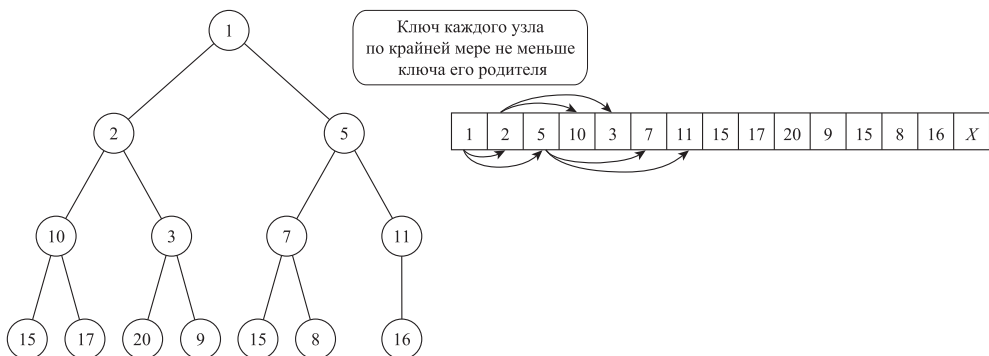 1
Ключ каждого узла
по крайней мере не меньше
ключа его родителя
1 2 5 10 3 7 11 15 17 20 9 15 8 16 X
2 5
10 3 7 11
15 17 20 9 15 8 16